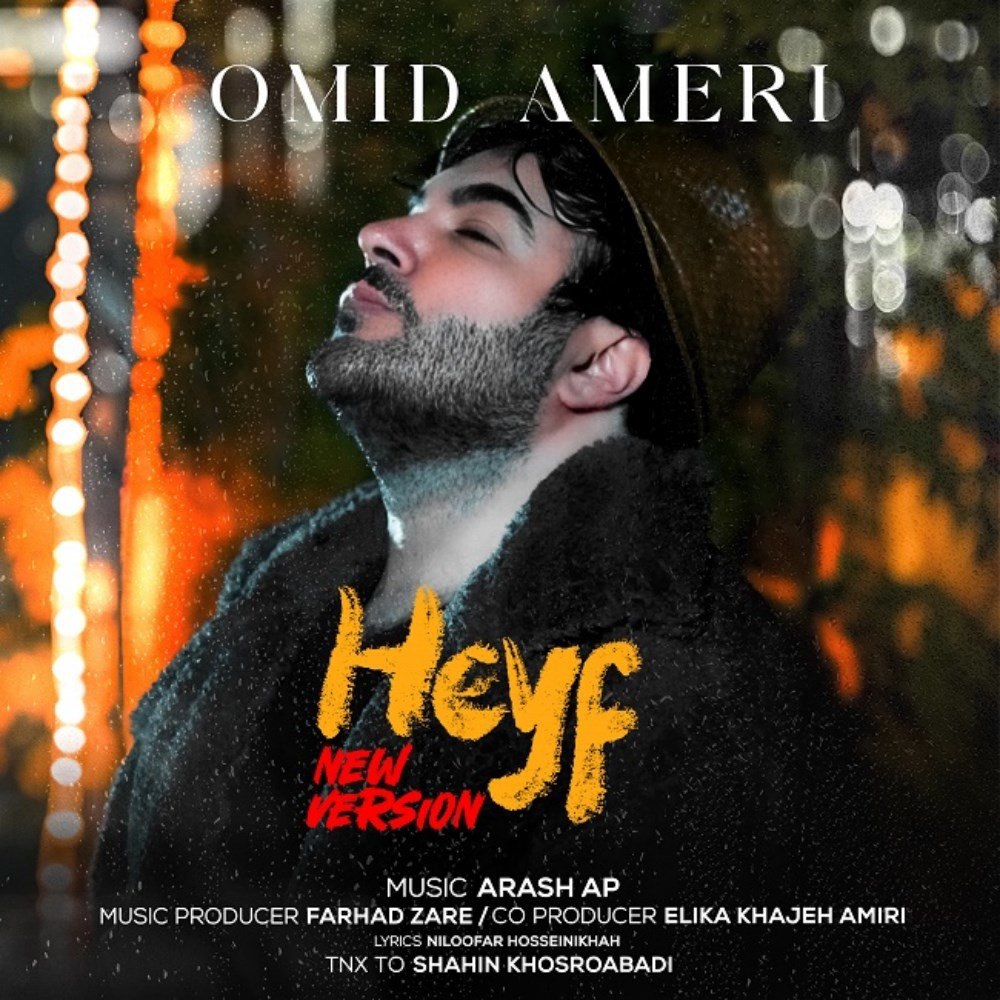 OMID AMERI
Heyf
NEW
VERSION
MUSIC ARASH AP
MUSIC PRODUCER FARHAD ZARE / CO PRODUCER ELIKA KHAJEH AMIRI
LYRICS NILOOFAR HOSSEINIKHAH
TNX TO SHAHIN KHOSROABADI